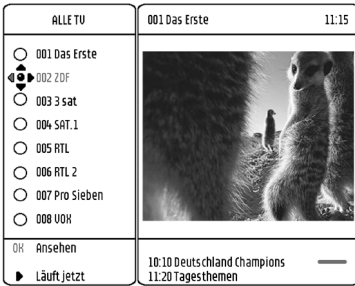 ALLE TV
001 Das Erste
002 ZDF
003 3 sat
004 SAT.1
005 RTL
006 RTL 2
007 Pro Sieben
008 VOX
OK Ansehen
Läuft jetzt
001 Das Erste 11:15
10:10 Deutschland Champions
11:20 Tagesthemen